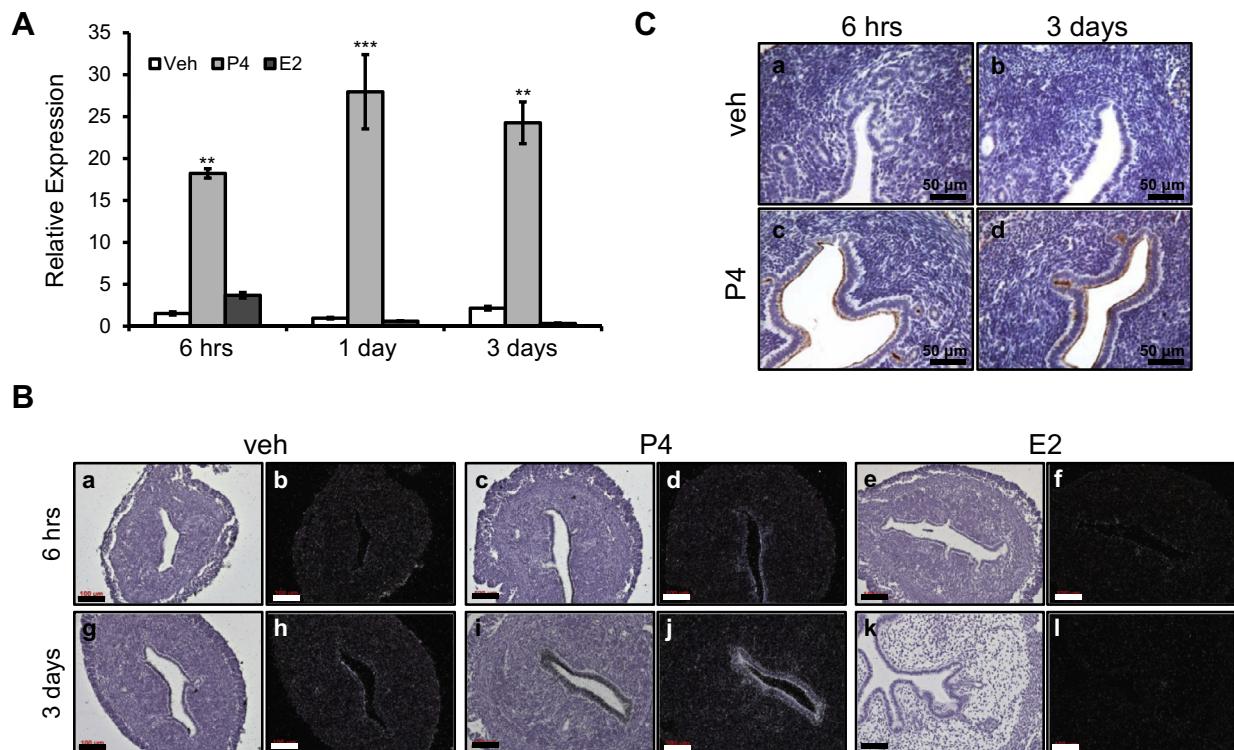 A
35
30
25
20
15
10
5
0
Relative Expression
Veh P4 E2
**
***
**
6 hrs 1 day 3 days
C
6 hrs 3 days
veh
P4
a
50 µm
b
50 µm
c
50 µm
d
50 µm
B
veh P4 E2
6 hrs
3 days
a
100 µm
b
c
d
e
f
g
h
i
j
k
l